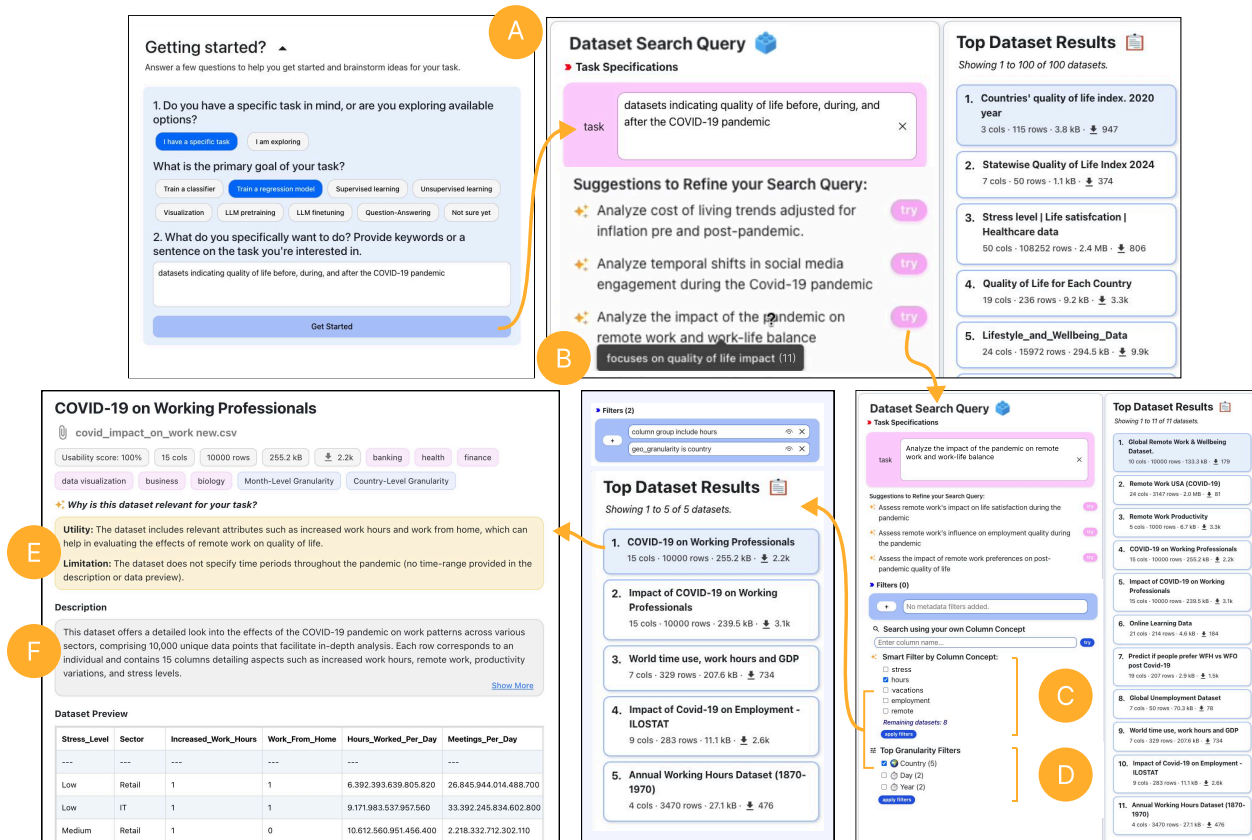 A
Getting started?
Answer a few questions to help you get started and brainstorm ideas for your task.
1. Do you have a specific task in mind, or are you exploring available
options?
I have a specific task
I am exploring
What is the primary goal of your task?
Train a classifier
Train a regression model
Supervised learning
Unsupervised learning
Visualization
LLM pretraining
LLM finetuning
Question-Answering
Not sure yet
2. What do you specifically want to do? Provide keywords or a
sentence on the task you're interested in.
datasets indicating quality of life before, during, and after the COVID-19 pandemic
Get Started
Dataset Search Query
Task Specifications
task
datasets indicating quality of life before, during, and
after the COVID-19 pandemic
Suggestions to Refine your Search Query:
Analyze cost of living trends adjusted for
inflation pre and post-pandemic.
try
Analyze temporal shifts in social media
engagement during the Covid-19 pandemic
try
Analyze the impact of the pandemic on
remote work and work-life balance
try
B
focuses on quality of life impact (11)
Top Dataset Results
Showing 1 to 100 of 100 datasets.
1. Countries' quality of life index. 2020
year
3 cols · 115 rows · 3.8 kB · 947
2. Statewise Quality of Life Index 2024
7 cols · 50 rows · 1.1 kB · 374
3. Stress level | Life satisfcation |
Healthcare data
50 cols · 108252 rows · 2.4 MB · 806
4. Quality of Life for Each Country
19 cols · 236 rows · 9.2 kB · 3.3k
5. Lifestyle_and_Wellbeing_Data
24 cols · 15972 rows · 294.5 kB · 9.9k
COVID-19 on Working Professionals
covid_impact_on_work new.csv
Usability score: 100%
15 cols
10000 rows
255.2 kB
2.2k
banking
health
finance
data visualization
business
biology
Month-Level Granularity
Country-Level Granularity
Why is this dataset relevant for your task?
E
Utility: The dataset includes relevant attributes such as increased work hours and work from home, which can
help in evaluating the effects of remote work on quality of life.
Limitation: The dataset does not specify time periods throughout the pandemic (no time-range provided in the
description or data preview).
Description
F
This dataset offers a detailed look into the effects of the COVID-19 pandemic on work patterns across various
sectors, comprising 10,000 unique data points that facilitate in-depth analysis. Each row corresponds to an
individual and contains 15 columns detailing aspects such as increased work hours, remote work, productivity
variations, and stress levels.
Show More
Dataset Preview
Stress_Level Sector Increased_Work_Hours Work_From_Home Hours_Worked_Per_Day Meetings_Per_Day
--- --- --- --- --- ---
Low Retail 1 1 6.392.393.639.805.820 26.845.944.014.488.700
Low IT 1 1 9.171.983.537.957.560 33.392.245.834.602.800
Medium Retail 1 0 10.612.560.951.456.400 2.218.332.712.302.110
Filters (2)
+
column group include hours
geo_granularity is country
Top Dataset Results
Showing 1 to 5 of 5 datasets.
1. COVID-19 on Working Professionals
15 cols · 10000 rows · 255.2 kB · 2.2k
2. Impact of COVID-19 on Working
Professionals
15 cols · 10000 rows · 239.5 kB · 3.1k
3. World time use, work hours and GDP
7 cols · 329 rows · 207.6 kB · 734
4. Impact of Covid-19 on Employment -
ILOSTAT
9 cols · 283 rows · 11.1 kB · 2.6k
5. Annual Working Hours Dataset (1870-
1970)
4 cols · 3470 rows · 27.1 kB · 476
Dataset Search Query
Task Specifications
task
Analyze the impact of the pandemic on remote
work and work-life balance
Suggestions to Refine your Search Query:
Assess remote work's impact on life satisfaction during the
pandemic
try
Assess remote work's influence on employment quality during
the pandemic
try
Assess the impact of remote work preferences on post-
pandemic quality of life
try
Filters (0)
+
No metadata filters added.
Search using your own Column Concept
Enter column name...
try
Smart Filter by Column Concept:
stress
hours
vacations
employment
remote
Remaining datasets: 8
apply filters
C
Top Granularity Filters
Country (5)
Day (2)
Year (2)
apply filters
D
Top Dataset Results
Showing 1 to 11 of 11 datasets.
1. Global Remote Work & Wellbeing
Dataset.
10 cols · 10000 rows · 133.3 kB · 179
2. Remote Work USA (COVID-19)
24 cols · 3147 rows · 2.0 MB · 81
3. Remote Work Productivity
5 cols · 1000 rows · 6.7 kB · 3.3k
4. COVID-19 on Working Professionals
15 cols · 10000 rows · 255.2 kB · 2.2k
5. Impact of COVID-19 on Working
Professionals
15 cols · 10000 rows · 239.5 kB · 3.1k
6. Online Learning Data
21 cols · 214 rows · 4.6 kB · 184
7. Predict if people prefer WFH vs WFO
post Covid-19
19 cols · 207 rows · 2.9 kB · 1.5k
8. Global Unemployment Dataset
7 cols · 50 rows · 70.3 kB · 78
9. World time use, work hours and GDP
7 cols · 329 rows · 207.6 kB · 734
10. Impact of Covid-19 on Employment -
ILOSTAT
9 cols · 283 rows · 11.1 kB · 2.6k
11. Annual Working Hours Dataset (1870-
1970)
4 cols · 3470 rows · 27.1 kB · 476